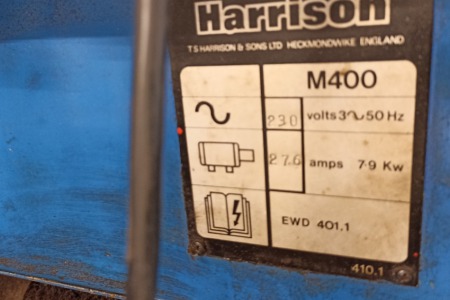 Harrison
T.S HARRISON & SONS LTD HECKMONDWIKE ENGLAND
M400
230 volts 3~50 Hz
27.6 amps 7·9 Kw
EWD 401.1
410.1